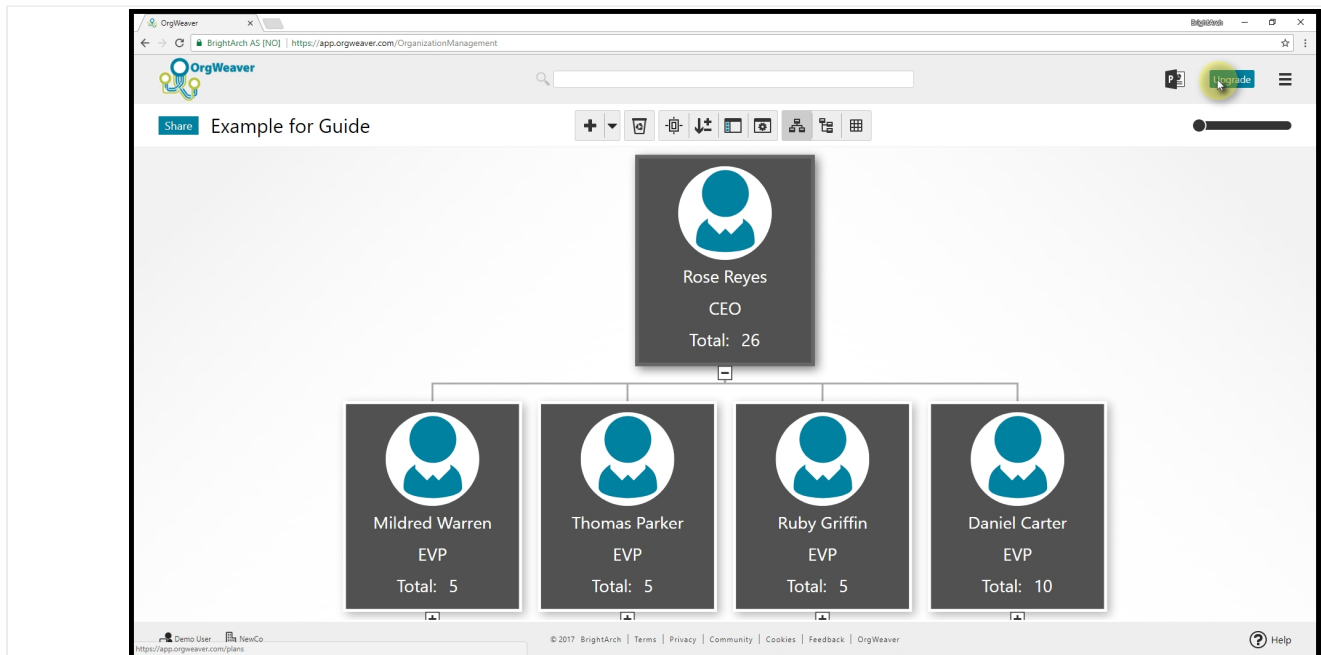 OrgWeaver
BrightArch AS [NO] | https://app.orgweaver.com/OrganizationManagement
OrgWeaver
Upgrade
Share Example for Guide
Rose Reyes
CEO
Total: 26
Mildred Warren Thomas Parker Ruby Griffin Daniel Carter
EVP EVP EVP EVP
Total: 5 Total: 5 Total: 5 Total: 10
Demo User NewCo © 2017 BrightArch | Terms | Privacy | Community | Cookies | Feedback | OrgWeaver Help
https://app.orgweaver.com/plans